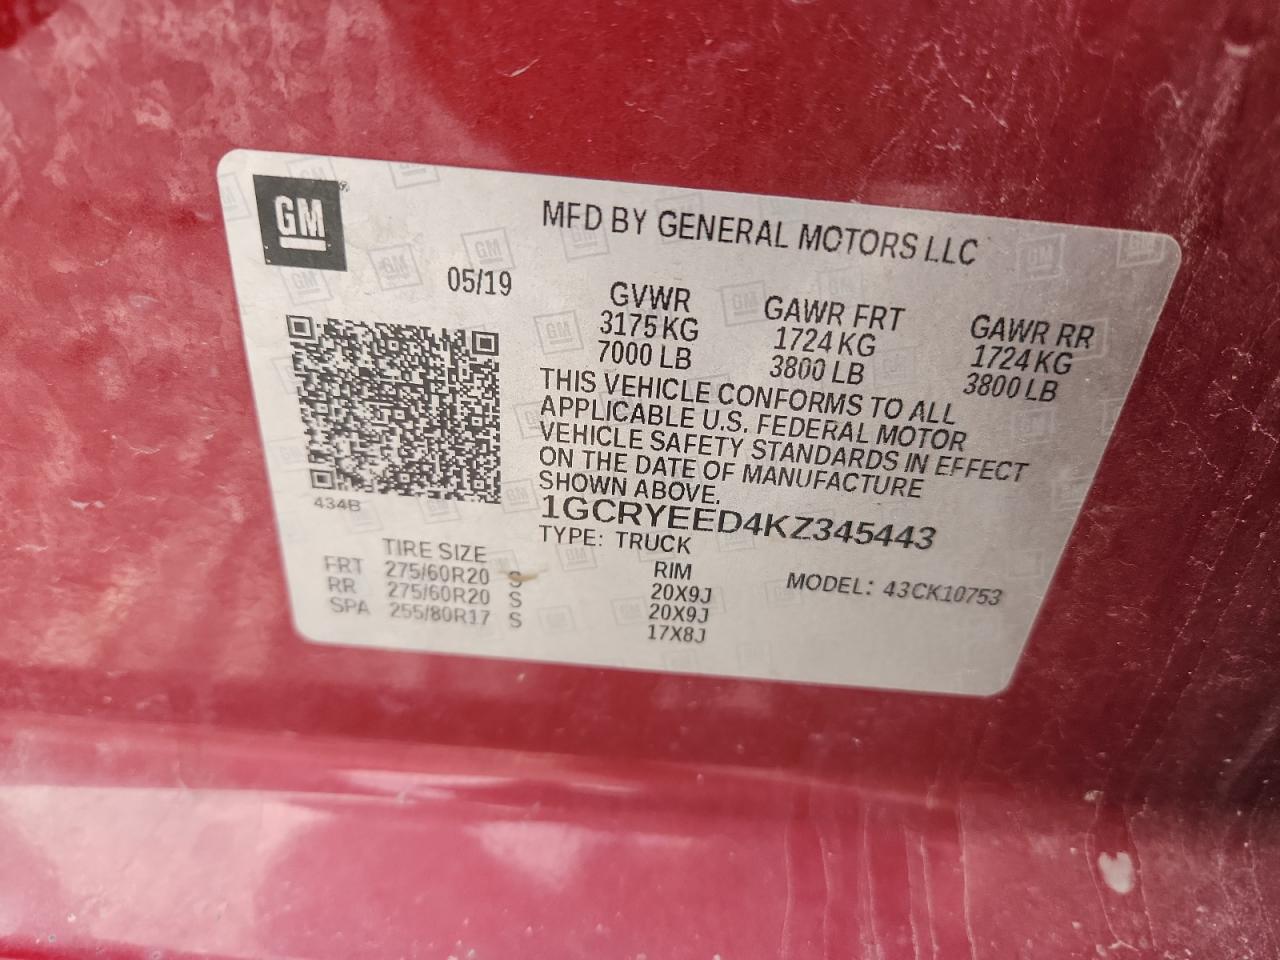 GM
MFD BY GENERAL MOTORS LLC
05/19
GVWR GAWR FRT GAWR RR
3175 KG 1724 KG 1724 KG
7000 LB 3800 LB 3800 LB
THIS VEHICLE CONFORMS TO ALL
APPLICABLE U.S. FEDERAL MOTOR
VEHICLE SAFETY STANDARDS IN EFFECT
ON THE DATE OF MANUFACTURE
SHOWN ABOVE.
434B
1GCRYEED4KZ345443
TYPE: TRUCK
MODEL: 43CK10753
TIRE SIZE RIM
FRT 275/60R20 S 20X9J
RR 275/60R20 S 20X9J
SPA 255/80R17 S 17X8J